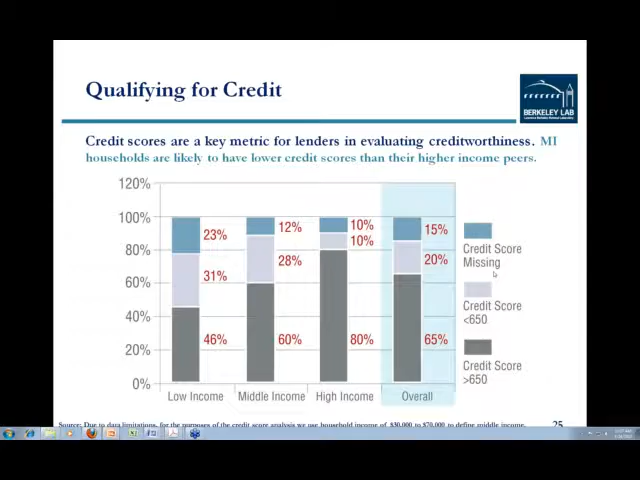 Qualifying for Credit
BERKELEY LAB
Credit scores are a key metric for lenders in evaluating creditworthiness. MI
households are likely to have lower credit scores than their higher income peers.
120%
100%
80%
60%
40%
20%
0%
23%
31%
46%
12%
28%
60%
10%
10%
80%
15%
20%
65%
Low Income
Middle Income
High Income
Overall
Credit Score
Missing
Credit Score
<650
Credit Score
>650
Source: Due to data limitations, for the purposes of the credit score analysis we use household income of $30,000 to $70,000 to define middle income.
25